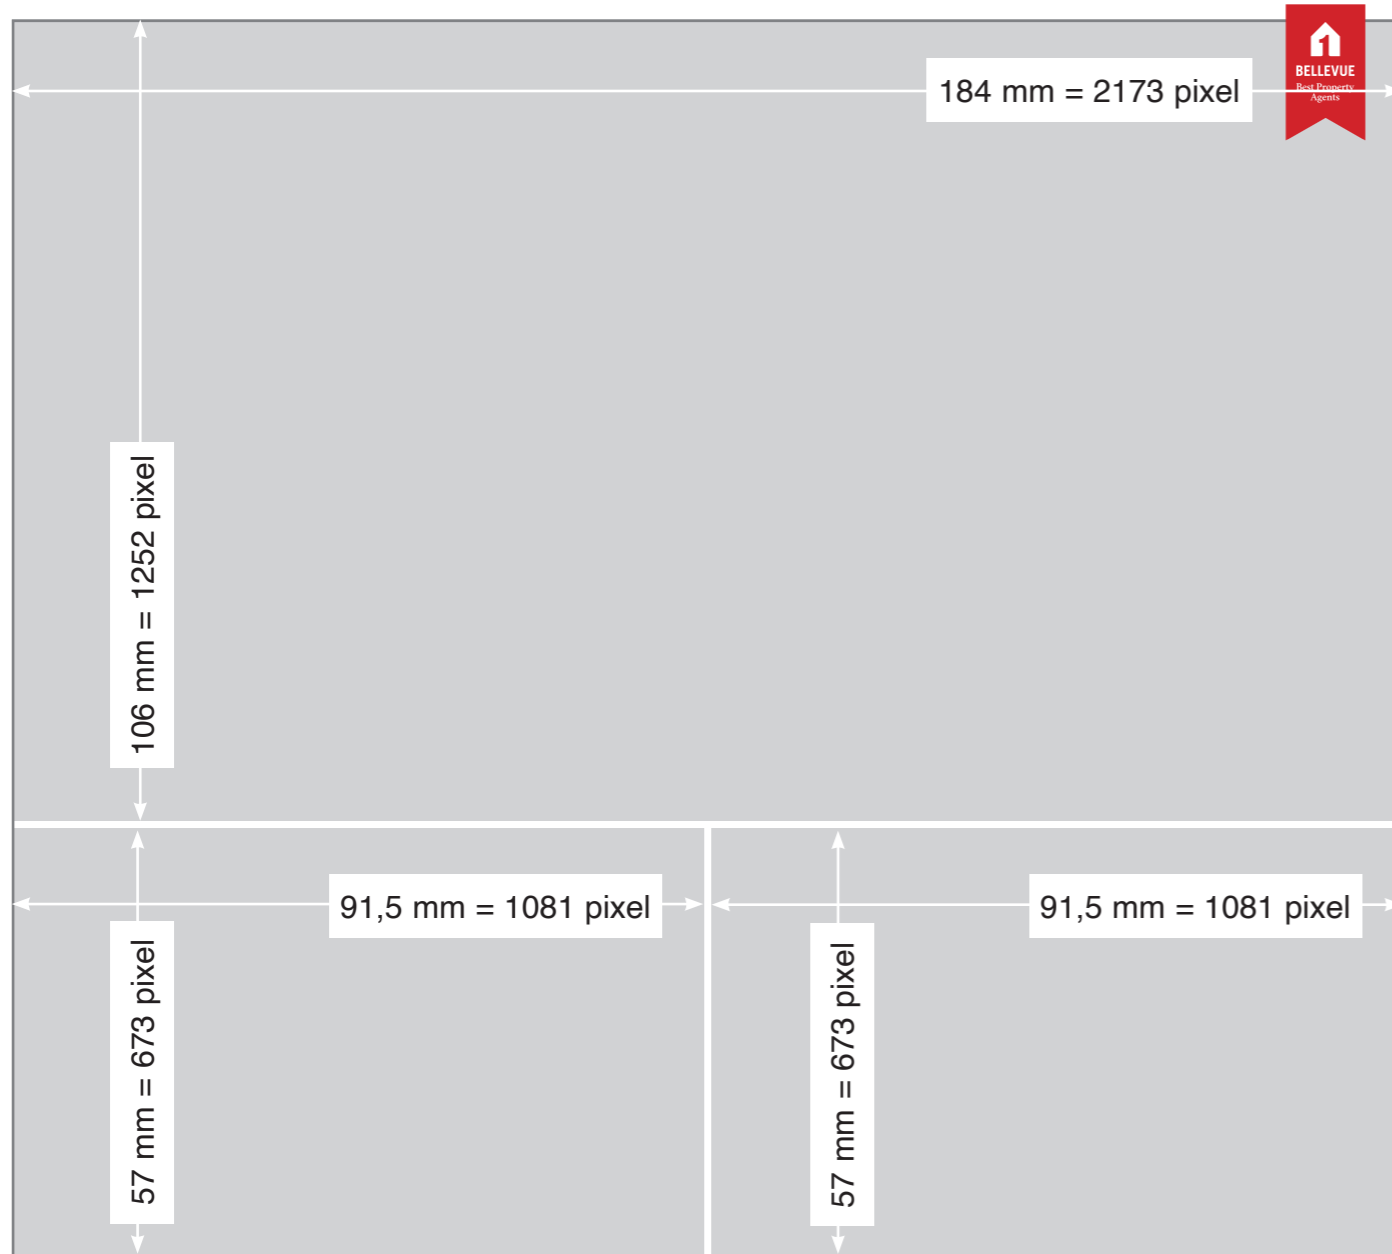 184 mm = 2173 pixel
1
BELLEVUE
Best Property
Agents
106 mm = 1252 pixel
91,5 mm = 1081 pixel
91,5 mm = 1081 pixel
57 mm = 673 pixel
57 mm = 673 pixel